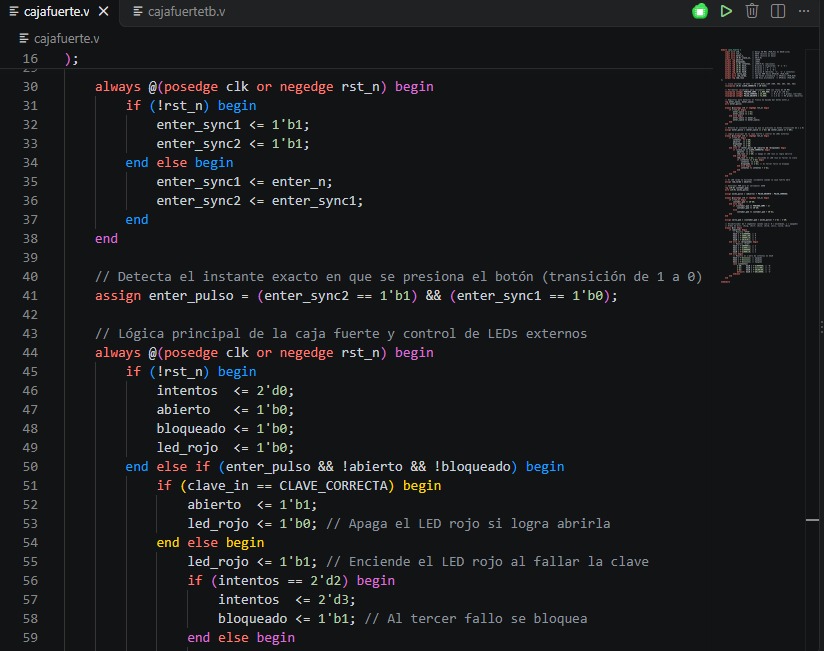 cajafuerte.v
cajafuertetb.v
cajafuerte.v
16 );
30 always @(posedge clk or negedge rst_n) begin
31 if (!rst_n) begin
32 enter_sync1 <= 1'b1;
33 enter_sync2 <= 1'b1;
34 end else begin
35 enter_sync1 <= enter_n;
36 enter_sync2 <= enter_sync1;
37 end
38 end
39
40 // Detecta el instante exacto en que se presiona el botón (transición de 1 a 0)
41 assign enter_pulso = (enter_sync2 == 1'b1) && (enter_sync1 == 1'b0);
42
43 // Lógica principal de la caja fuerte y control de LEDs externos
44 always @(posedge clk or negedge rst_n) begin
45 if (!rst_n) begin
46 intentos  <= 2'd0;
47 abierto   <= 1'b0;
48 bloqueado <= 1'b0;
49 led_rojo  <= 1'b0;
50 end else if (enter_pulso && !abierto && !bloqueado) begin
51 if (clave_in == CLAVE_CORRECTA) begin
52 abierto  <= 1'b1;
53 led_rojo <= 1'b0; // Apaga el LED rojo si logra abrirla
54 end else begin
55 led_rojo <= 1'b1; // Enciende el LED rojo al fallar la clave
56 if (intentos == 2'd2) begin
57 intentos  <= 2'd3;
58 bloqueado <= 1'b1; // Al tercer fallo se bloquea
59 end else begin